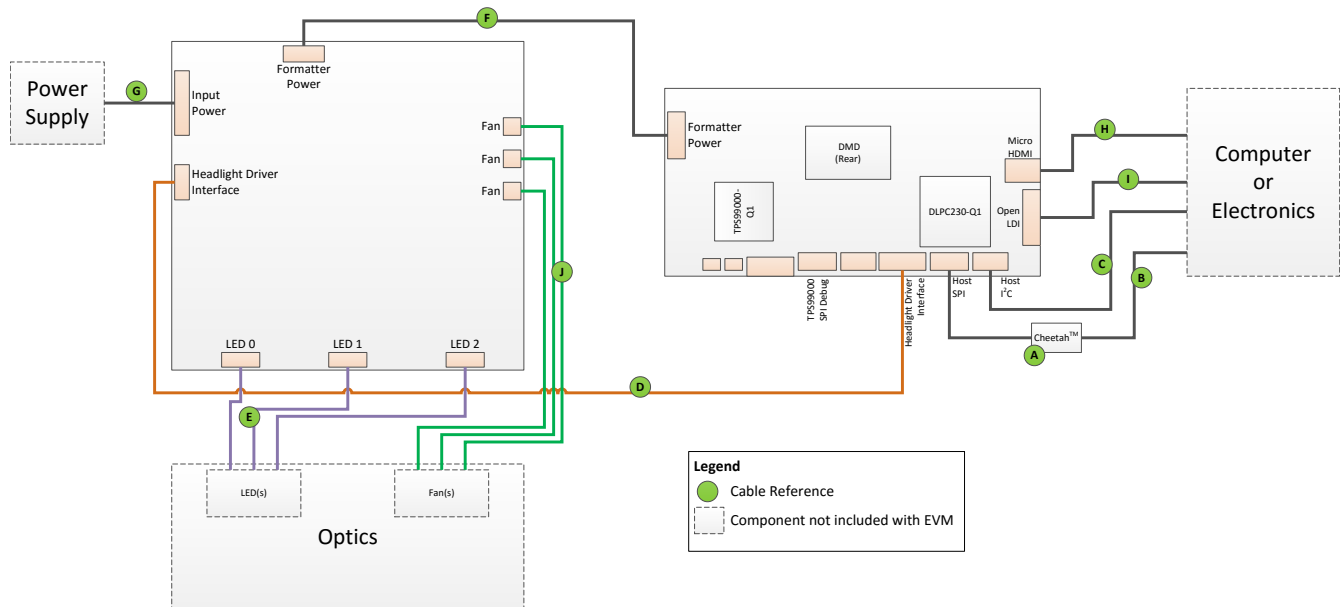 F
Formatter
Power
Power
Supply
G
Input
Power
Fan
Fan
Fan
Headlight Driver
Interface
J
LED 0
LED 1
LED 2
D
E
LED(s)
Fan(s)
Optics
Formatter
Power
DMD
(Rear)
TPS99000-
Q1
DLPC230-Q1
Micro
HDMI
Open
LDI
TPS99000
SPI Debug
Headlight Driver
Interface
Host
SPI
Host
I²C
H
I
C
B
Cheetah™
A
Computer
or
Electronics
Legend
Cable Reference
Component not included with EVM